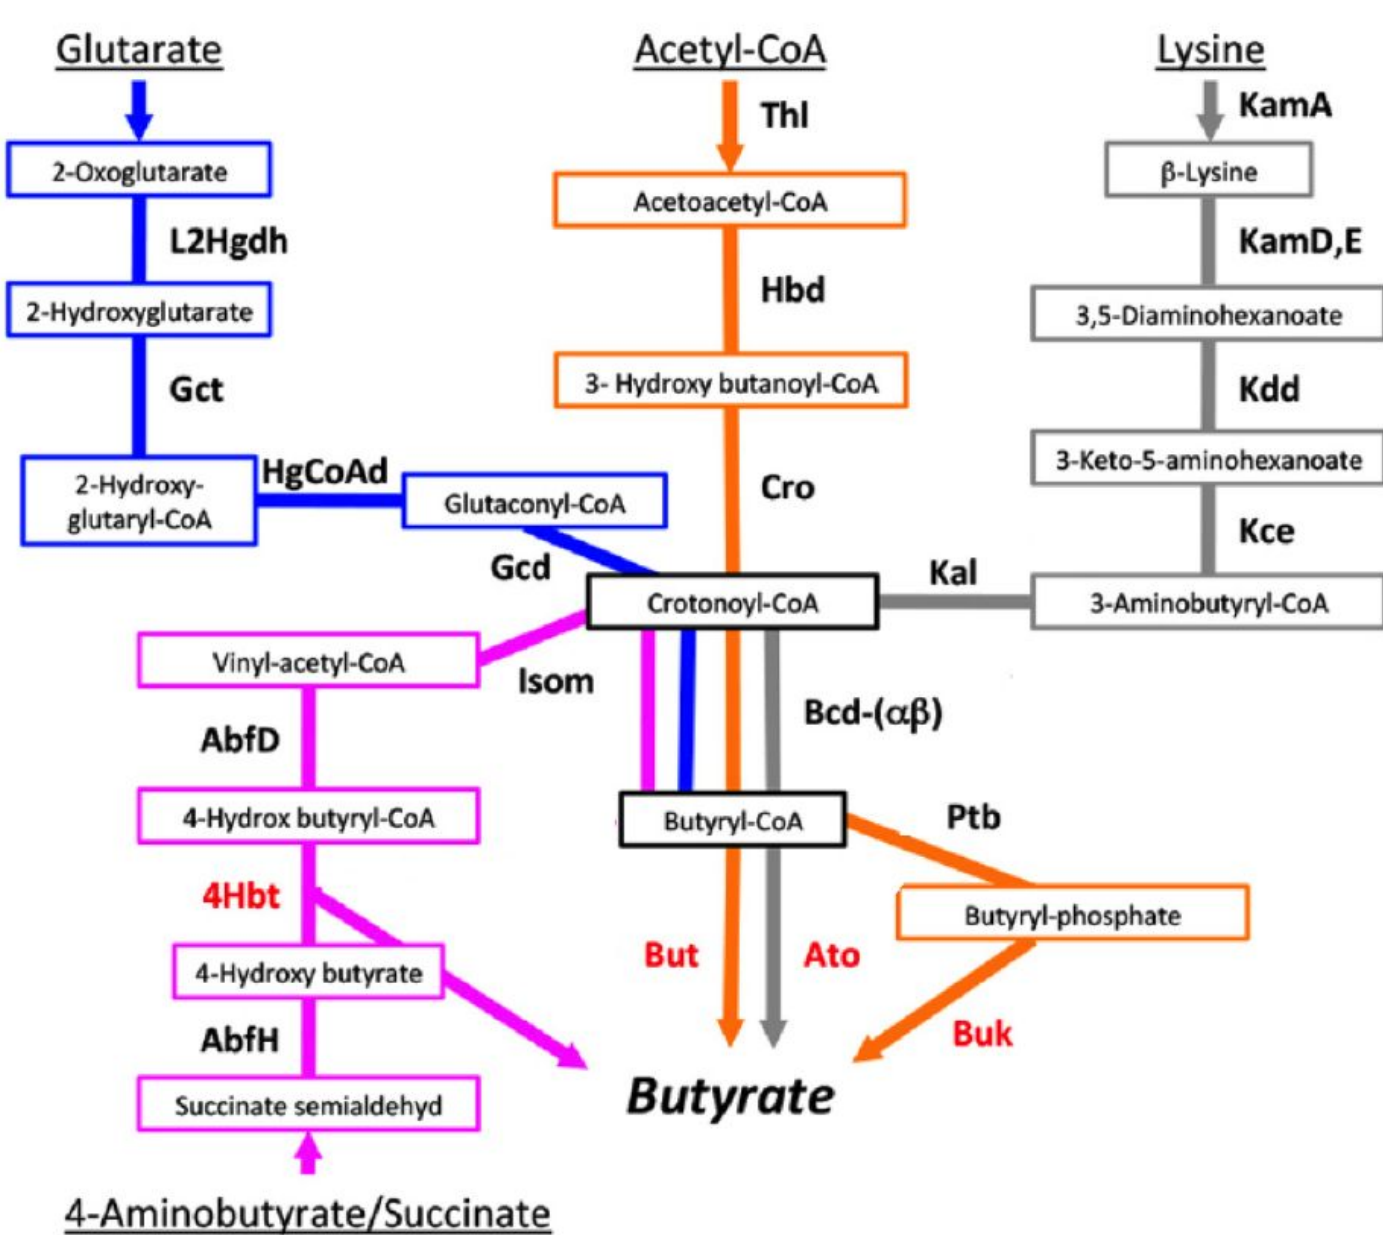 Glutarate
Acetyl-CoA
Lysine
Thl
KamA
2-Oxoglutarate
Acetoacetyl-CoA
β-Lysine
L2Hgdh
Hbd
KamD,E
2-Hydroxyglutarate
3,5-Diaminohexanoate
Gct
3- Hydroxy butanoyl-CoA
Kdd
2-Hydroxy-
glutaryl-CoA
HgCoAd
Glutaconyl-CoA
Cro
3-Keto-5-aminohexanoate
Kce
Gcd
Crotonoyl-CoA
Kal
3-Aminobutyryl-CoA
Vinyl-acetyl-CoA
Isom
AbfD
Bcd-(αβ)
4-Hydrox butyryl-CoA
Butyryl-CoA
Ptb
4Hbt
Butyryl-phosphate
4-Hydroxy butyrate
But
Ato
Buk
AbfH
Succinate semialdehyd
Butyrate
4-Aminobutyrate/Succinate